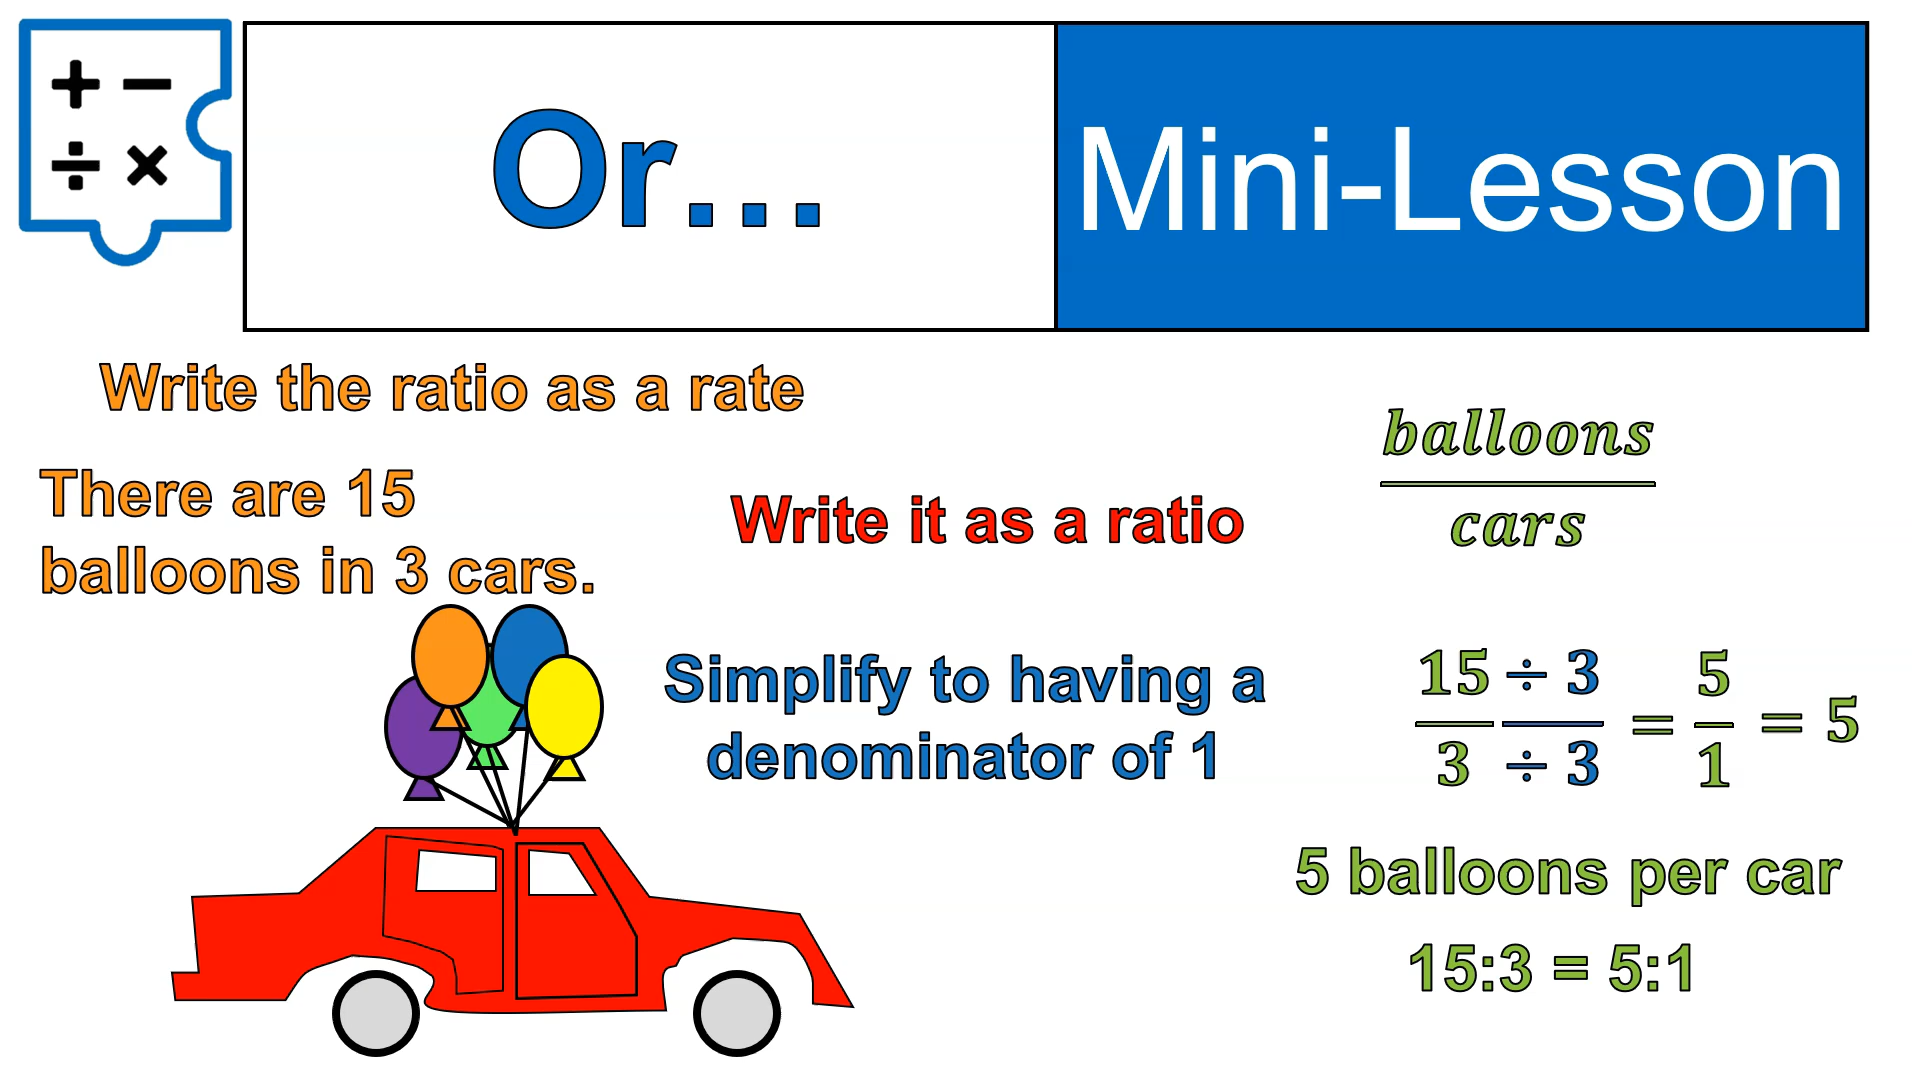 + −
÷ ×
Or...
Mini-Lesson
Write the ratio as a rate
There are 15
balloons in 3 cars.
Write it as a ratio
balloons
cars
Simplify to having a
denominator of 1
15 ÷ 3 / 3 ÷ 3 = 5/1 = 5
5 balloons per car
15:3 = 5:1